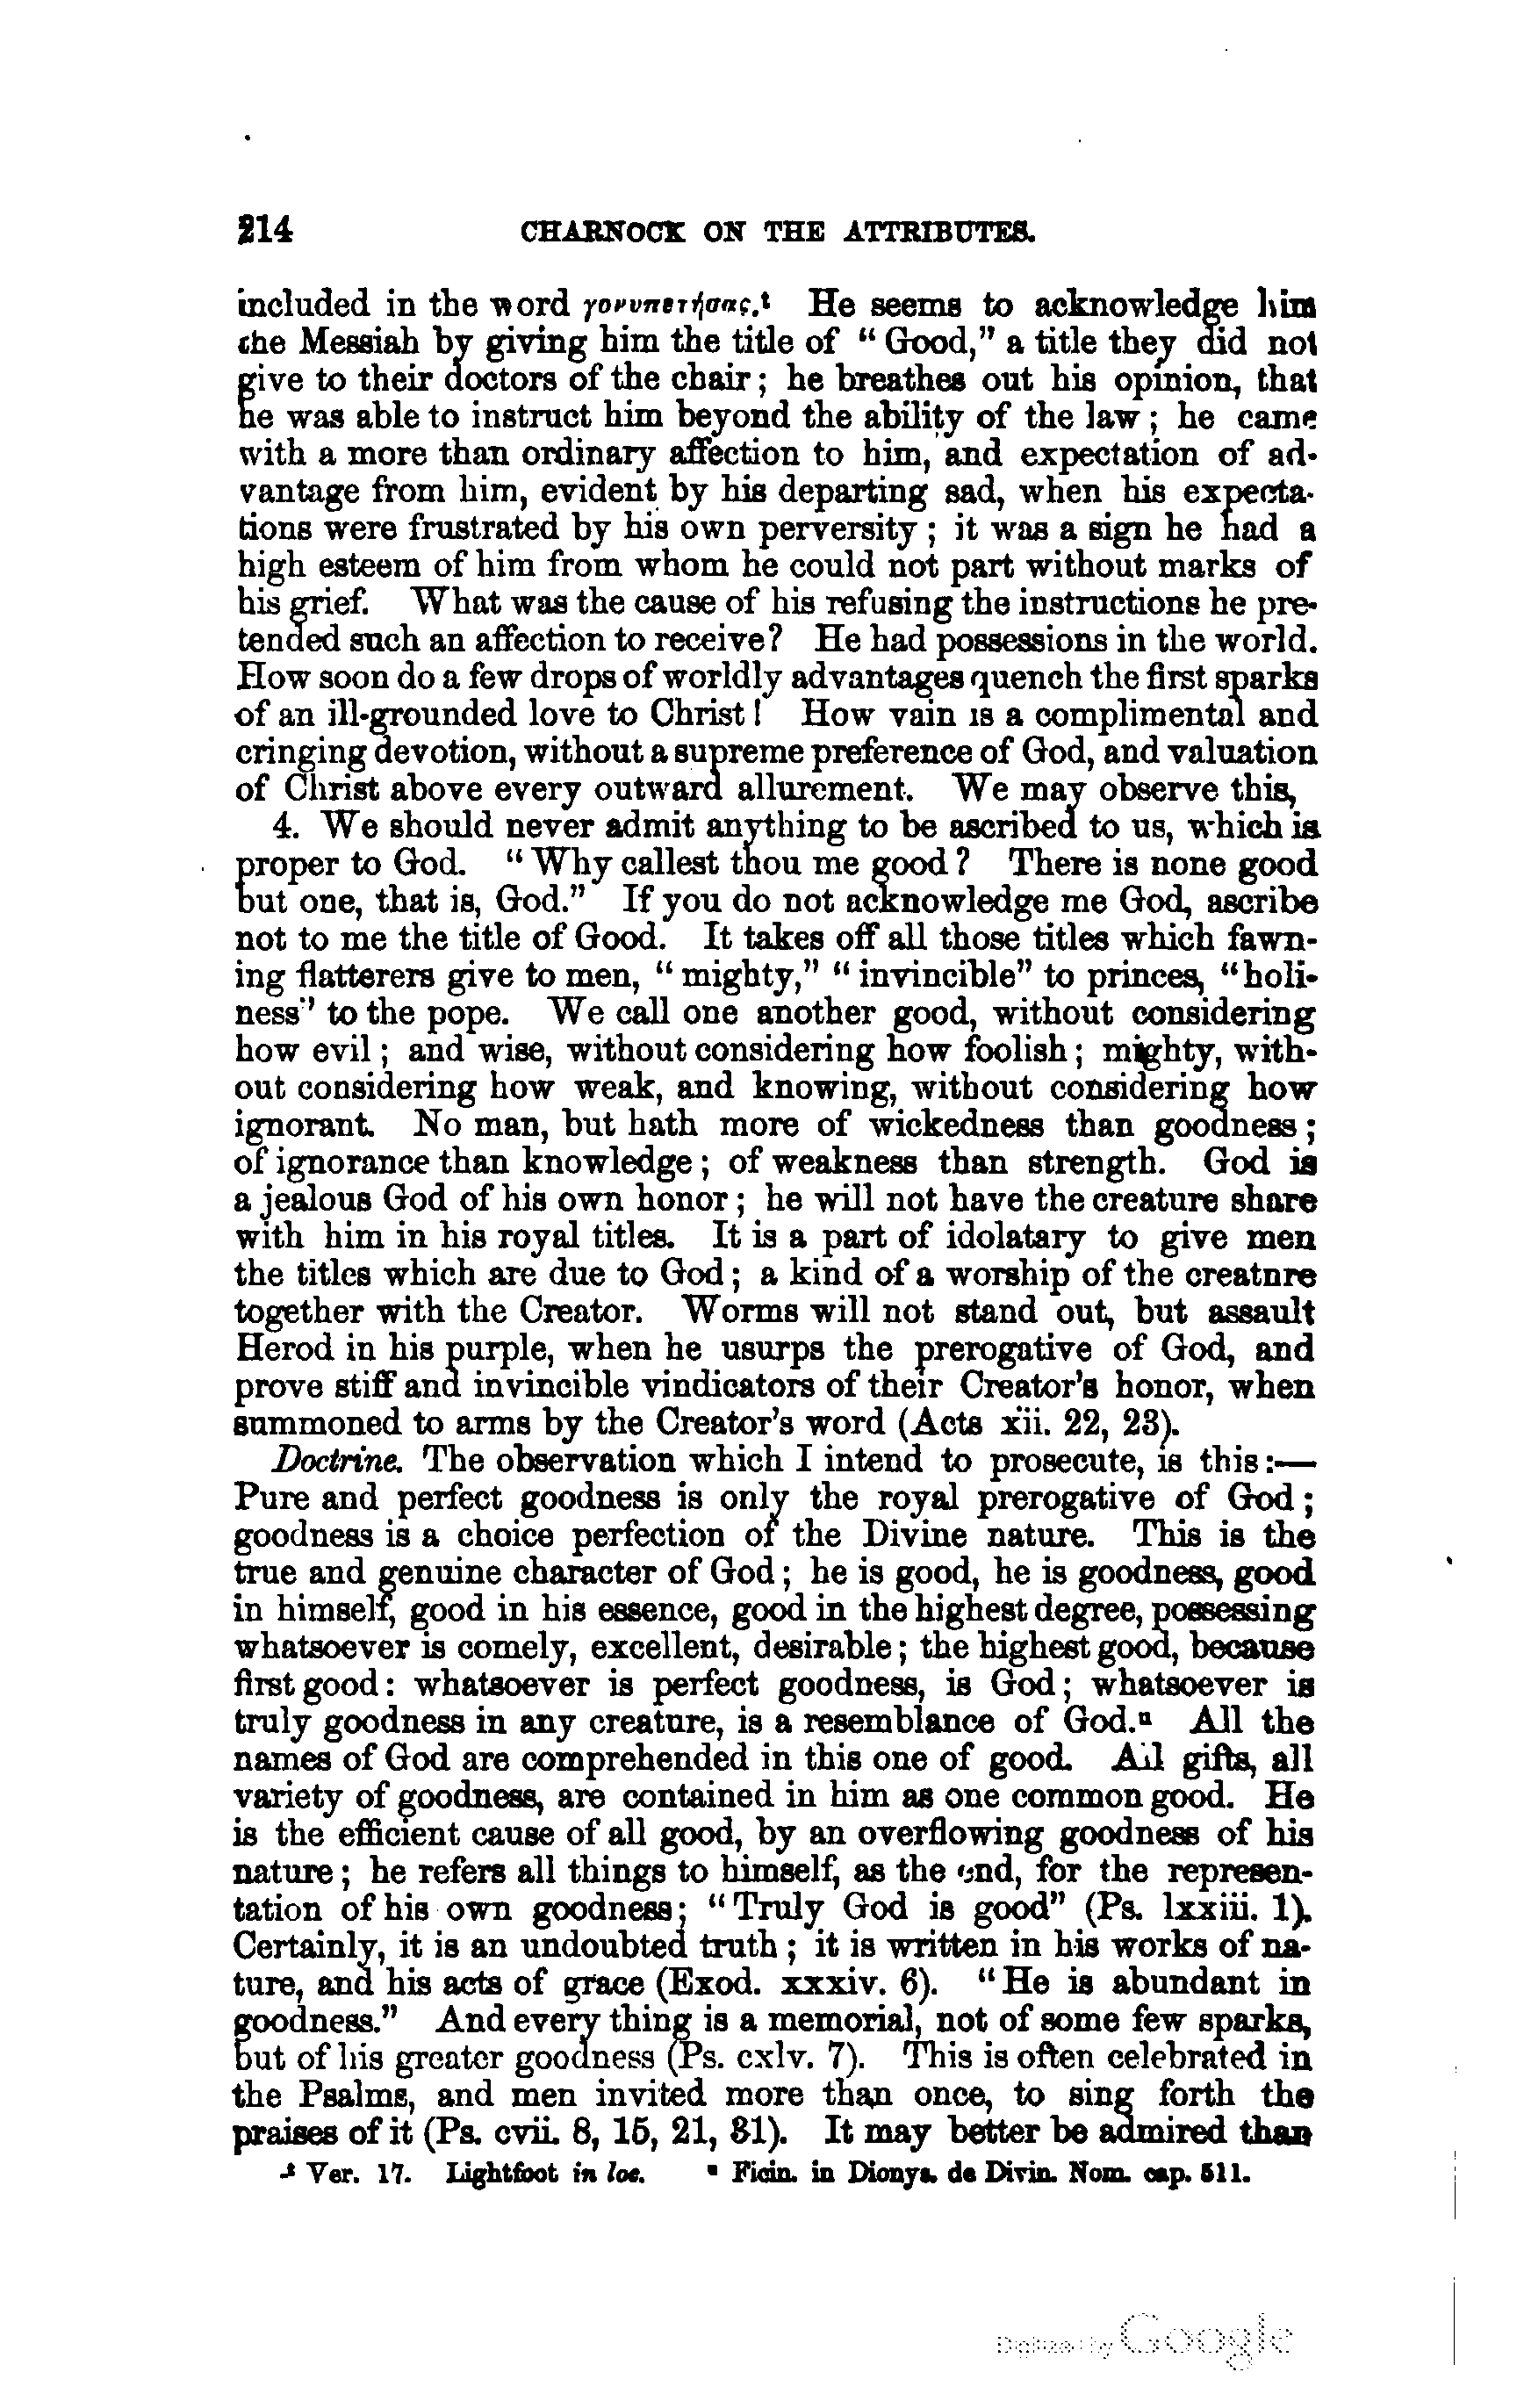 214 CHARNOCK ON THE ATTRIBUTES.
included in the word γονυπετήσας.ᵗ He seems to acknowledge him
the Messiah by giving him the title of “ Good,” a title they did not
give to their doctors of the chair ; he breathes out his opinion, that
he was able to instruct him beyond the ability of the law ; he came
with a more than ordinary affection to him, and expectation of ad-
vantage from him, evident by his departing sad, when his expecta-
tions were frustrated by his own perversity ; it was a sign he had a
high esteem of him from whom he could not part without marks of
his grief. What was the cause of his refusing the instructions he pre-
tended such an affection to receive? He had possessions in the world.
How soon do a few drops of worldly advantages quench the first sparks
of an ill-grounded love to Christ ! How vain is a complimental and
cringing devotion, without a supreme preference of God, and valuation
of Christ above every outward allurement. We may observe this,
4. We should never admit anything to be ascribed to us, which is
proper to God. “ Why callest thou me good ? There is none good
but one, that is, God.” If you do not acknowledge me God, ascribe
not to me the title of Good. It takes off all those titles which fawn-
ing flatterers give to men, “ mighty,” “ invincible” to princes, “ holi-
ness” to the pope. We call one another good, without considering
how evil ; and wise, without considering how foolish ; mighty, with-
out considering how weak, and knowing, without considering how
ignorant. No man, but hath more of wickedness than goodness ;
of ignorance than knowledge ; of weakness than strength. God is
a jealous God of his own honor ; he will not have the creature share
with him in his royal titles. It is a part of idolatary to give men
the titles which are due to God ; a kind of a worship of the creatnre
together with the Creator. Worms will not stand out, but assault
Herod in his purple, when he usurps the prerogative of God, and
prove stiff and invincible vindicators of their Creator’s honor, when
summoned to arms by the Creator’s word (Acts xii. 22, 23).
Doctrine. The observation which I intend to prosecute, is this :—
Pure and perfect goodness is only the royal prerogative of God ;
goodness is a choice perfection of the Divine nature. This is the
true and genuine character of God ; he is good, he is goodness, good
in himself, good in his essence, good in the highest degree, possessing
whatsoever is comely, excellent, desirable ; the highest good, because
first good : whatsoever is perfect goodness, is God ; whatsoever is
truly goodness in any creature, is a resemblance of God.ᵘ All the
names of God are comprehended in this one of good. All gifts, all
variety of goodness, are contained in him as one common good. He
is the efficient cause of all good, by an overflowing goodness of his
nature ; he refers all things to himself, as the end, for the represen-
tation of his own goodness ; “ Truly God is good” (Ps. lxxiii. 1).
Certainly, it is an undoubted truth ; it is written in his works of na-
ture, and his acts of grace (Exod. xxxiv. 6). “ He is abundant in
goodness.” And every thing is a memorial, not of some few sparks,
but of his greater goodness (Ps. cxlv. 7). This is often celebrated in
the Psalms, and men invited more than once, to sing forth the
praises of it (Ps. cvii. 8, 15, 21, 31). It may better be admired than
ᵗ Ver. 17. Lightfoot in loc. ᵘ Ficin. in Dionys. de Divin. Nom. cap. 511.
Digitized by Google